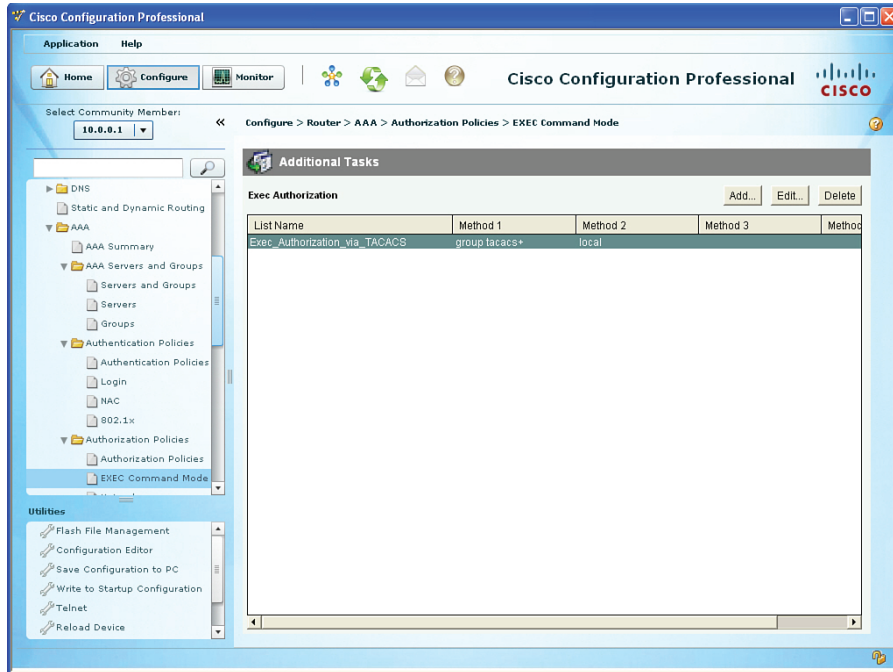 Cisco Configuration Professional
Application Help
Home Configure Monitor Cisco Configuration Professional
CISCO
Select Community Member:
10.0.0.1
Configure > Router > AAA > Authorization Policies > EXEC Command Mode
Additional Tasks
DNS
Static and Dynamic Routing
AAA
AAA Summary
AAA Servers and Groups
Servers and Groups
Servers
Groups
Authentication Policies
Authentication Policies
Login
NAC
802.1x
Authorization Policies
Authorization Policies
EXEC Command Mode
Utilities
Flash File Management
Configuration Editor
Save Configuration to PC
Write to Startup Configuration
Telnet
Reload Device
Exec Authorization Add... Edit... Delete
List Name Method 1 Method 2 Method 3 Method
Exec_Authorization_via_TACACS group tacacs+ local